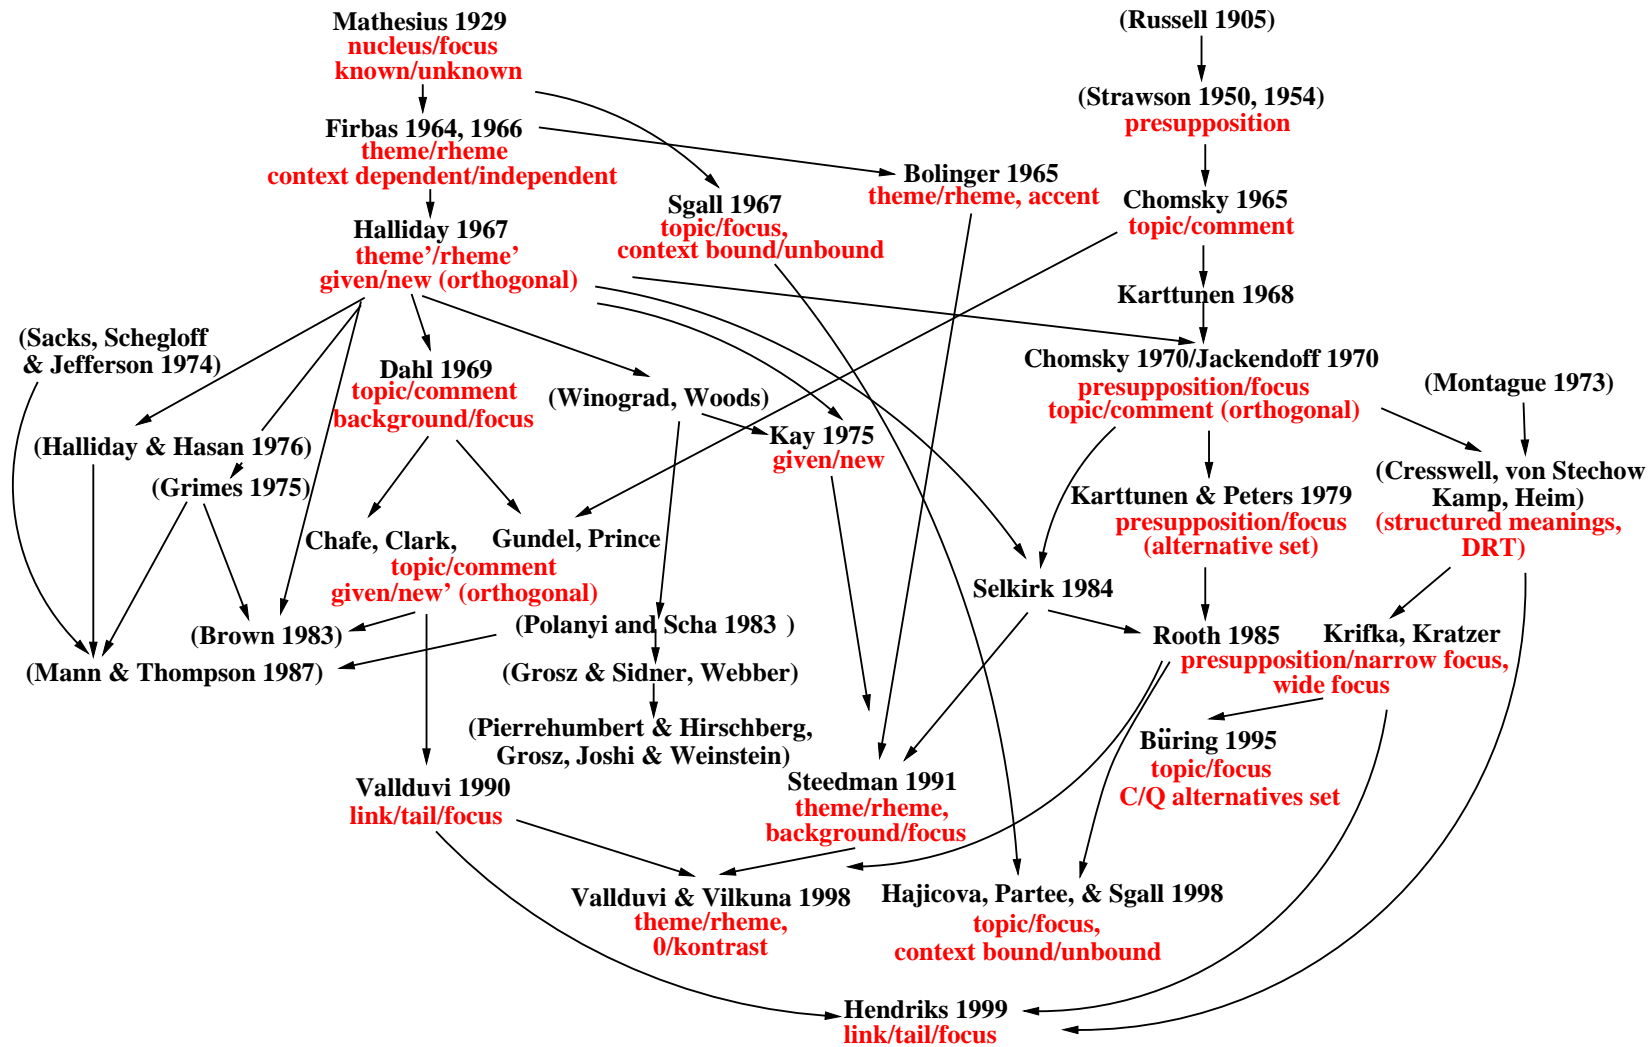 Mathesius 1929
nucleus/focus
known/unknown
(Russell 1905)
(Strawson 1950, 1954)
presupposition
Firbas 1964, 1966
theme/rheme
context dependent/independent
Bolinger 1965
theme/rheme, accent
Sgall 1967
topic/focus,
context bound/unbound
Chomsky 1965
topic/comment
Halliday 1967
theme’/rheme’
given/new (orthogonal)
Karttunen 1968
(Sacks, Schegloff
& Jefferson 1974)
Dahl 1969
topic/comment
background/focus
(Winograd, Woods)
Chomsky 1970/Jackendoff 1970
presupposition/focus
topic/comment (orthogonal)
(Montague 1973)
(Halliday & Hasan 1976)
(Grimes 1975)
Kay 1975
given/new
Karttunen & Peters 1979
presupposition/focus
(alternative set)
(Cresswell, von Stechow
Kamp, Heim)
(structured meanings,
DRT)
Chafe, Clark,
Gundel, Prince
topic/comment
given/new’ (orthogonal)
Selkirk 1984
(Brown 1983)
(Polanyi and Scha 1983 )
Rooth 1985
Krifka, Kratzer
presupposition/narrow focus,
wide focus
(Mann & Thompson 1987)
(Grosz & Sidner, Webber)
(Pierrehumbert & Hirschberg,
Grosz, Joshi & Weinstein)
Büring 1995
topic/focus
C/Q alternatives set
Vallduvi 1990
link/tail/focus
Steedman 1991
theme/rheme,
background/focus
Vallduvi & Vilkuna 1998
theme/rheme,
0/kontrast
Hajicova, Partee, & Sgall 1998
topic/focus,
context bound/unbound
Hendriks 1999
link/tail/focus